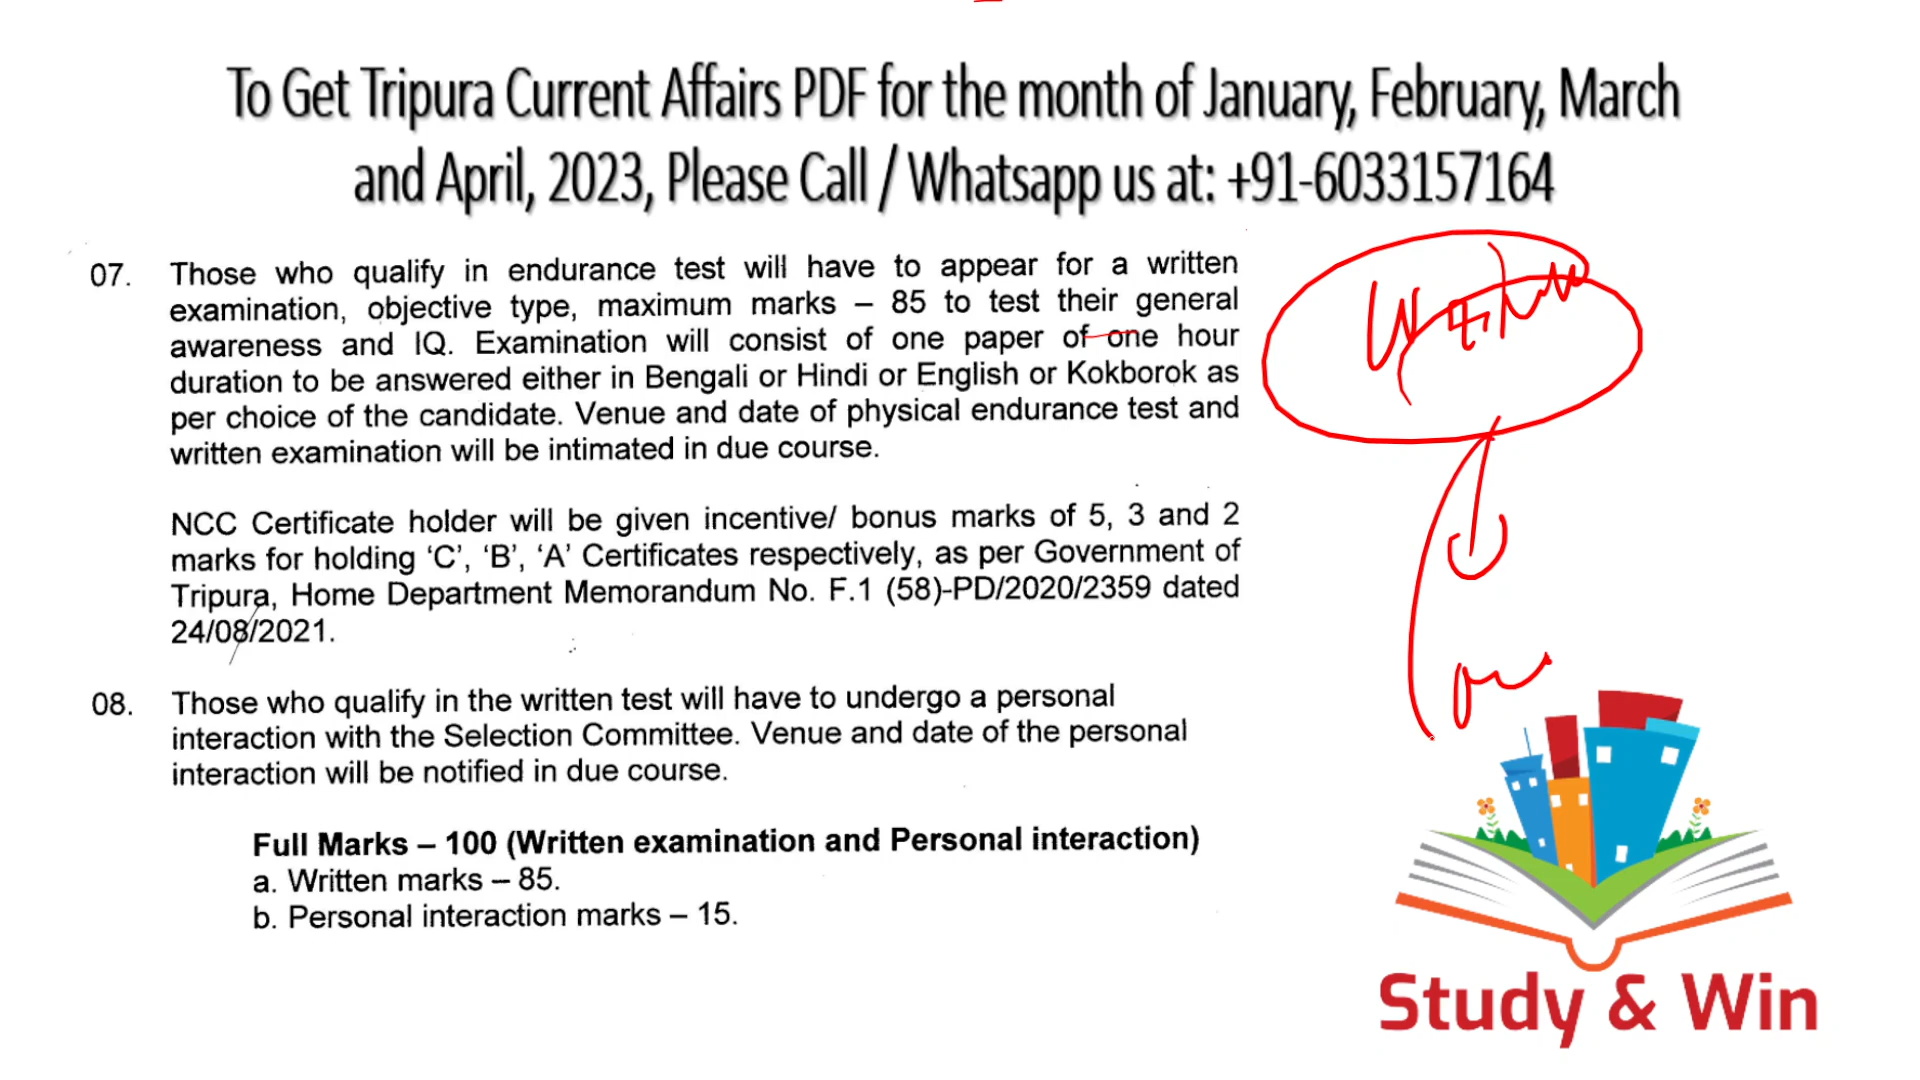 To Get Tripura Current Affairs PDF for the month of January, February, March
and April, 2023, Please Call / Whatsapp us at: +91-6033157164
07. Those who qualify in endurance test will have to appear for a written
examination, objective type, maximum marks – 85 to test their general
awareness and IQ. Examination will consist of one paper of one hour
duration to be answered either in Bengali or Hindi or English or Kokborok as
per choice of the candidate. Venue and date of physical endurance test and
written examination will be intimated in due course.
NCC Certificate holder will be given incentive/ bonus marks of 5, 3 and 2
marks for holding ‘C’, ‘B’, ‘A’ Certificates respectively, as per Government of
Tripura, Home Department Memorandum No. F.1 (58)-PD/2020/2359 dated
24/08/2021.
08. Those who qualify in the written test will have to undergo a personal
interaction with the Selection Committee. Venue and date of the personal
interaction will be notified in due course.
Full Marks – 100 (Written examination and Personal interaction)
a. Written marks – 85.
b. Personal interaction marks – 15.
Study & Win